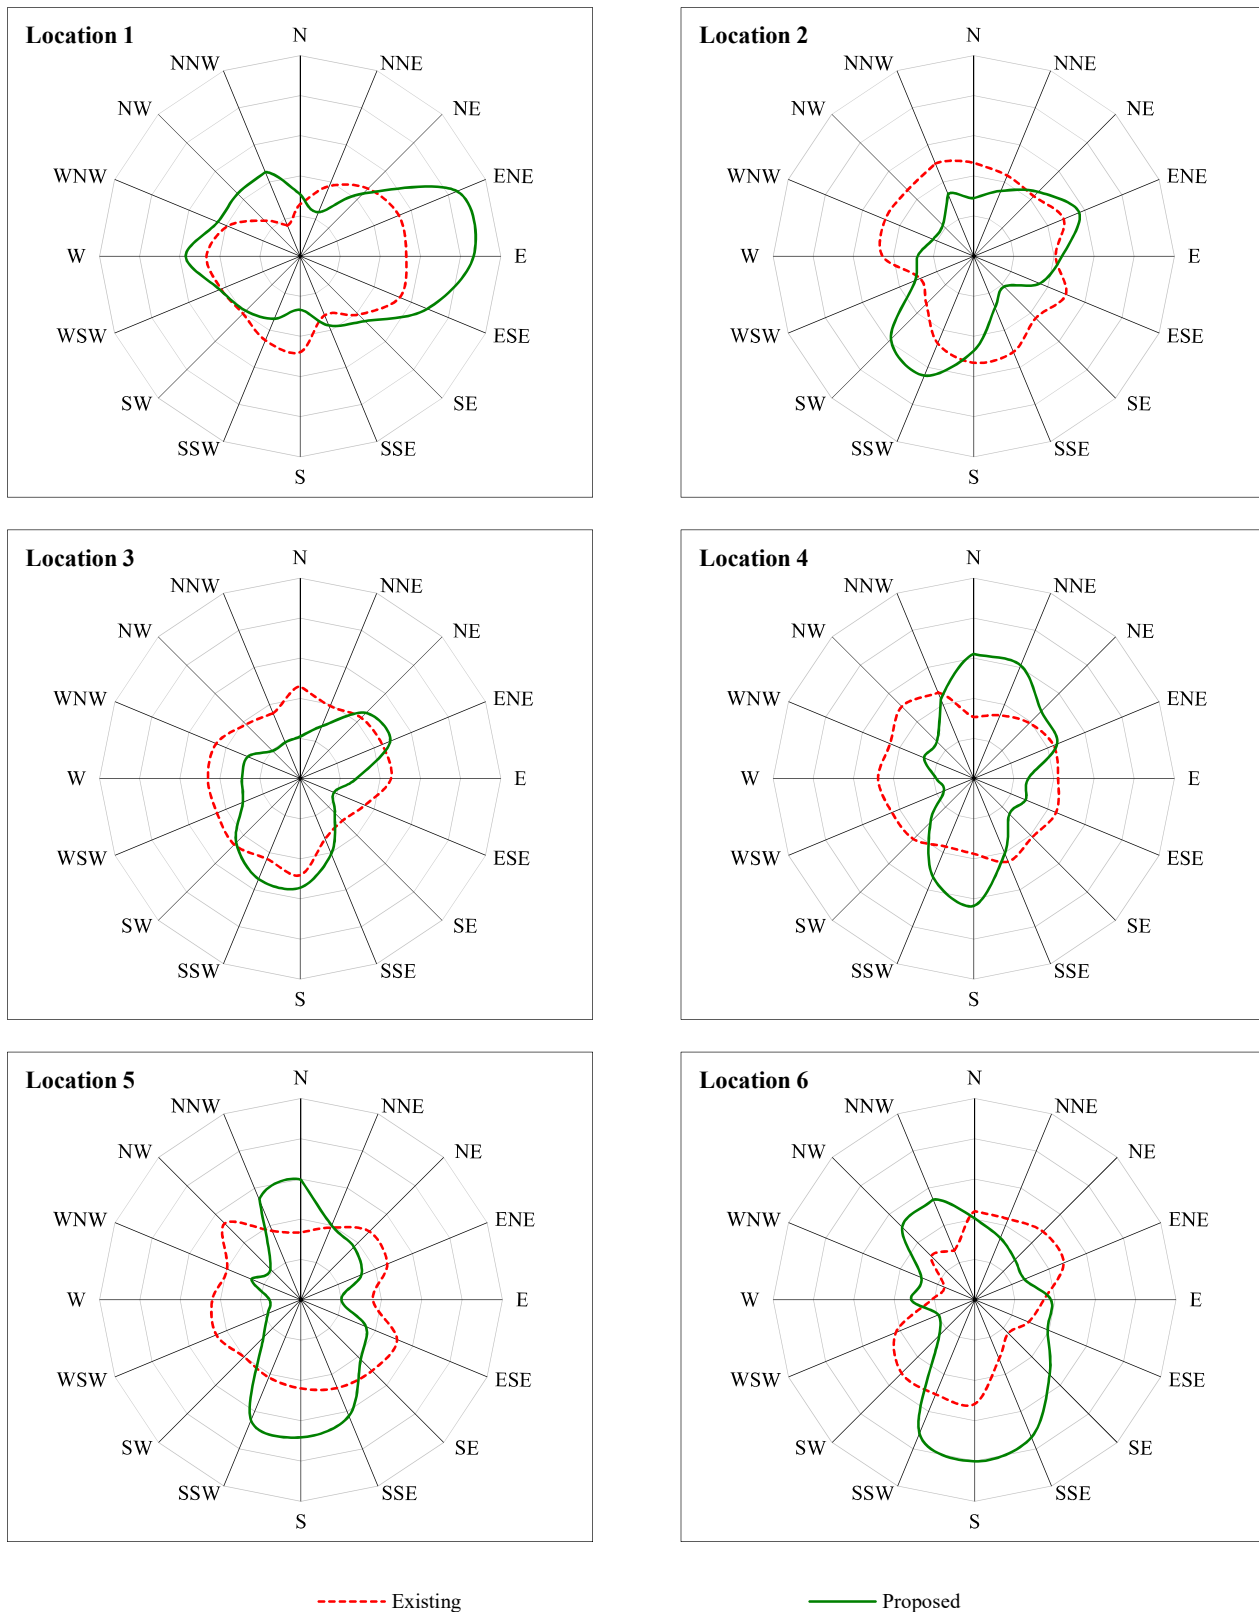 Location 1
N
NNW
NNE
NW
NE
WNW
ENE
W
E
WSW
ESE
SW
SE
SSW
SSE
S
Location 2
N
NNW
NNE
NW
NE
WNW
ENE
W
E
WSW
ESE
SW
SE
SSW
SSE
S
Location 3
N
NNW
NNE
NW
NE
WNW
ENE
W
E
WSW
ESE
SW
SE
SSW
SSE
S
Location 4
N
NNW
NNE
NW
NE
WNW
ENE
W
E
WSW
ESE
SW
SE
SSW
SSE
S
Location 5
N
NNW
NNE
NW
NE
WNW
ENE
W
E
WSW
ESE
SW
SE
SSW
SSE
S
Location 6
N
NNW
NNE
NW
NE
WNW
ENE
W
E
WSW
ESE
SW
SE
SSW
SSE
S
Existing
Proposed